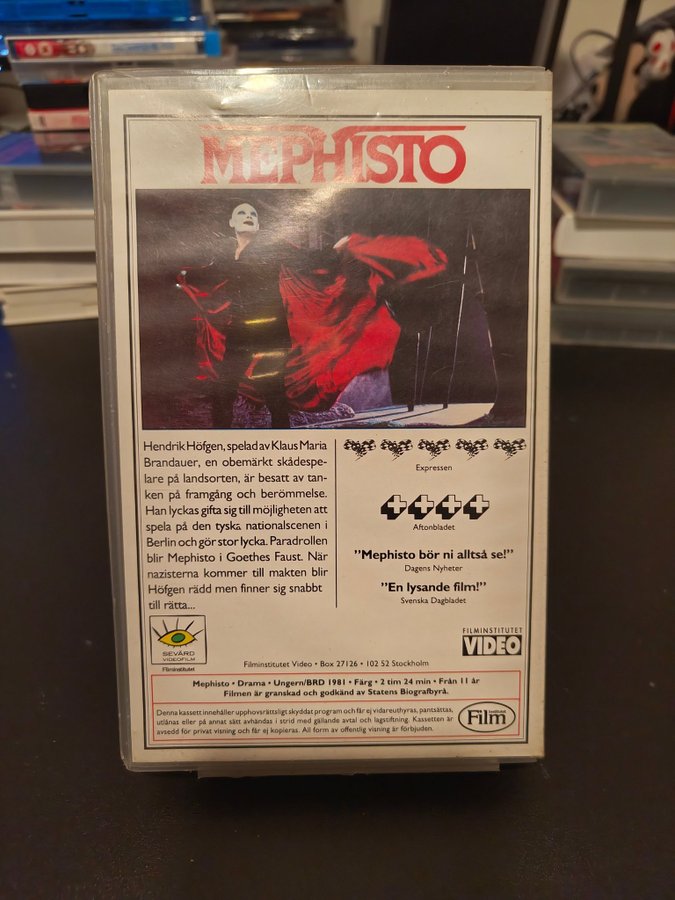 MEPHISTO
Hendrik Höfgen, spelad av Klaus Maria
Brandauer, en obemärkt skådespe-
lare på landsorten, är besatt av tan-
ken på framgång och berömmelse.
Han lyckas gifta sig till möjligheten att
spela på den tyska nationalscenen i
Berlin och gör stor lycka. Paradrollen
blir Mephisto i Goethes Faust. När
nazisterna kommer till makten blir
Höfgen rädd men finner sig snabbt
till rätta...
Expressen
Aftonbladet
”Mephisto bör ni alltså se!”
Dagens Nyheter
”En lysande film!”
Svenska Dagbladet
SEVÄRD
VIDEOFILM
Filminstitutet
FILMINSTITUTET
VIDEO
Filminstitutet Video • Box 27126 • 102 52 Stockholm
Mephisto • Drama • Ungern/BRD 1981 • Färg • 2 tim 24 min • Från 11 år
Filmen är granskad och godkänd av Statens Biografbyrå.
Denna kassett innehåller upphovsrättsligt skyddat program och får ej vidareuthyras, pantsättas,
utlånas eller på annat sätt avhändas i strid med gällande avtal och lagstiftning. Kassetten är
avsedd för privat visning och får ej kopieras. All form av offentlig visning är förbjuden.
Film